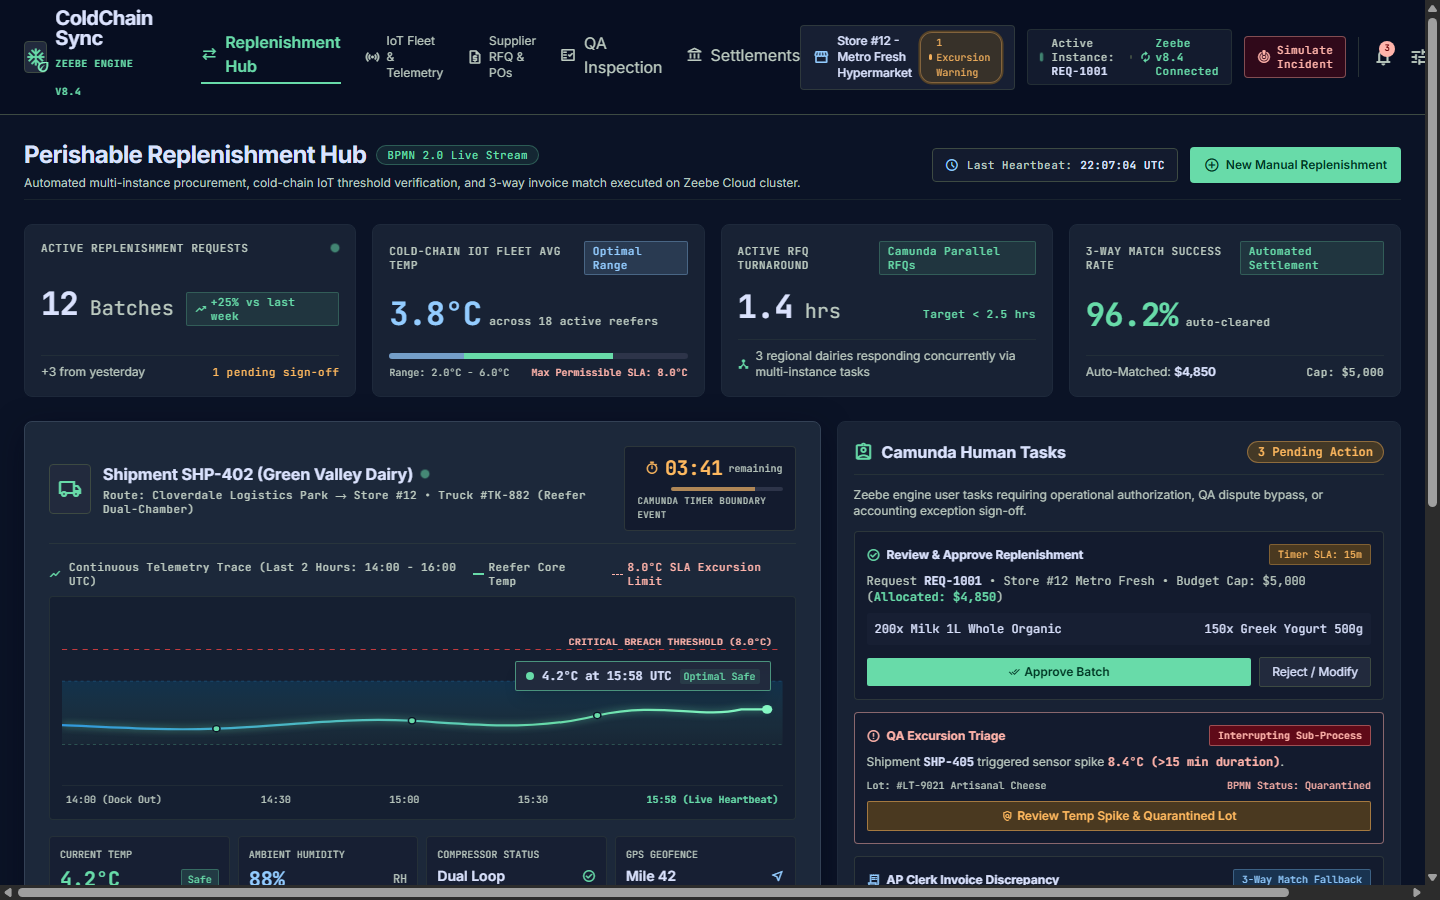 ColdChain
Sync
ZEEBE ENGINE
V8.4
Replenishment
Hub
IoT Fleet
&
Telemetry
Supplier
RFQ &
POs
QA
Inspection
Settlements
Store #12 -
Metro Fresh
Hypermarket
1
Excursion
Warning
Active
Instance:
REQ-1001
Zeebe
v8.4
Connected
Simulate
Incident
3
Perishable Replenishment Hub
BPMN 2.0 Live Stream
Automated multi-instance procurement, cold-chain IoT threshold verification, and 3-way invoice match executed on Zeebe Cloud cluster.
Last Heartbeat: 22:07:04 UTC
New Manual Replenishment
ACTIVE REPLENISHMENT REQUESTS
12 Batches
+25% vs last
week
+3 from yesterday
1 pending sign-off
COLD-CHAIN IOT FLEET AVG
TEMP
Optimal
Range
3.8°C across 18 active reefers
Range: 2.0°C - 6.0°C
Max Permissible SLA: 8.0°C
ACTIVE RFQ
TURNAROUND
Camunda Parallel
RFQs
1.4 hrs
Target < 2.5 hrs
3 regional dairies responding concurrently via
multi-instance tasks
3-WAY MATCH SUCCESS
RATE
Automated
Settlement
96.2% auto-cleared
Auto-Matched: $4,850
Cap: $5,000
Shipment SHP-402 (Green Valley Dairy)
Route: Cloverdale Logistics Park → Store #12 • Truck #TK-882 (Reefer
Dual-Chamber)
03:41 remaining
CAMUNDA TIMER BOUNDARY
EVENT
Continuous Telemetry Trace (Last 2 Hours: 14:00 - 16:00
UTC)
Reefer Core
Temp
8.0°C SLA Excursion
Limit
CRITICAL BREACH THRESHOLD (8.0°C)
4.2°C at 15:58 UTC Optimal Safe
14:00 (Dock Out)
14:30
15:00
15:30
15:58 (Live Heartbeat)
CURRENT TEMP
4.2°C
Safe
AMBIENT HUMIDITY
88%
RH
COMPRESSOR STATUS
Dual Loop
GPS GEOFENCE
Mile 42
Camunda Human Tasks
3 Pending Action
Zeebe engine user tasks requiring operational authorization, QA dispute bypass, or
accounting exception sign-off.
Review & Approve Replenishment
Timer SLA: 15m
Request REQ-1001 • Store #12 Metro Fresh • Budget Cap: $5,000
(Allocated: $4,850)
200x Milk 1L Whole Organic
150x Greek Yogurt 500g
Approve Batch
Reject / Modify
QA Excursion Triage
Interrupting Sub-Process
Shipment SHP-405 triggered sensor spike 8.4°C (>15 min duration).
Lot: #LT-9021 Artisanal Cheese
BPMN Status: Quarantined
Review Temp Spike & Quarantined Lot
AP Clerk Invoice Discrepancy
3-Way Match Fallback